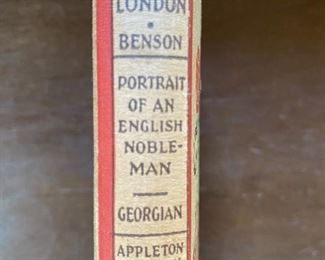 LONDON
•
BENSON
PORTRAIT
OF AN
ENGLISH
NOBLE-
MAN
GEORGIAN
APPLETON